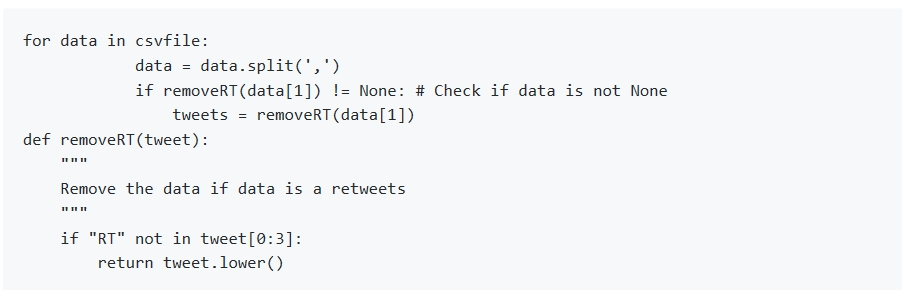 for data in csvfile:
            data = data.split(',')
            if removeRT(data[1]) != None: # Check if data is not None
                tweets = removeRT(data[1])
def removeRT(tweet):
    """
    Remove the data if data is a retweets
    """
    if "RT" not in tweet[0:3]:
        return tweet.lower()